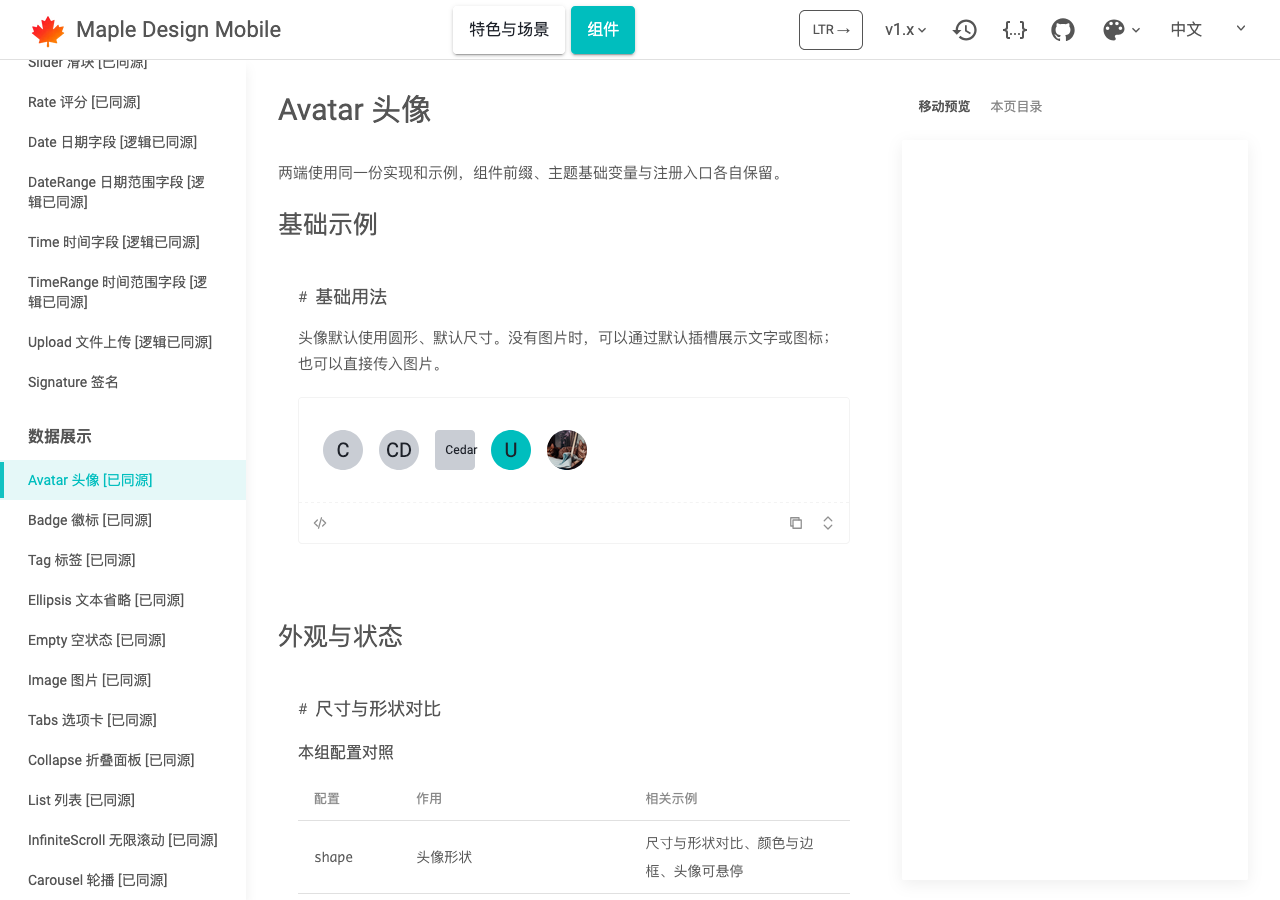 Maple Design Mobile
特色与场景
组件
LTR →
v1.x
中文
Slider 滑块 [已同源]
Rate 评分 [已同源]
Date 日期字段 [逻辑已同源]
DateRange 日期范围字段 [逻
辑已同源]
Time 时间字段 [逻辑已同源]
TimeRange 时间范围字段 [逻
辑已同源]
Upload 文件上传 [逻辑已同源]
Signature 签名
数据展示
Avatar 头像 [已同源]
Badge 徽标 [已同源]
Tag 标签 [已同源]
Ellipsis 文本省略 [已同源]
Empty 空状态 [已同源]
Image 图片 [已同源]
Tabs 选项卡 [已同源]
Collapse 折叠面板 [已同源]
List 列表 [已同源]
InfiniteScroll 无限滚动 [已同源]
Carousel 轮播 [已同源]
Avatar 头像
两端使用同一份实现和示例，组件前缀、主题基础变量与注册入口各自保留。
基础示例
# 基础用法
头像默认使用圆形、默认尺寸。没有图片时，可以通过默认插槽展示文字或图标；
也可以直接传入图片。
C
CD
Cedar
U
外观与状态
# 尺寸与形状对比
本组配置对照
配置
作用
相关示例
shape
头像形状
尺寸与形状对比、颜色与边
框、头像可悬停
移动预览
本页目录